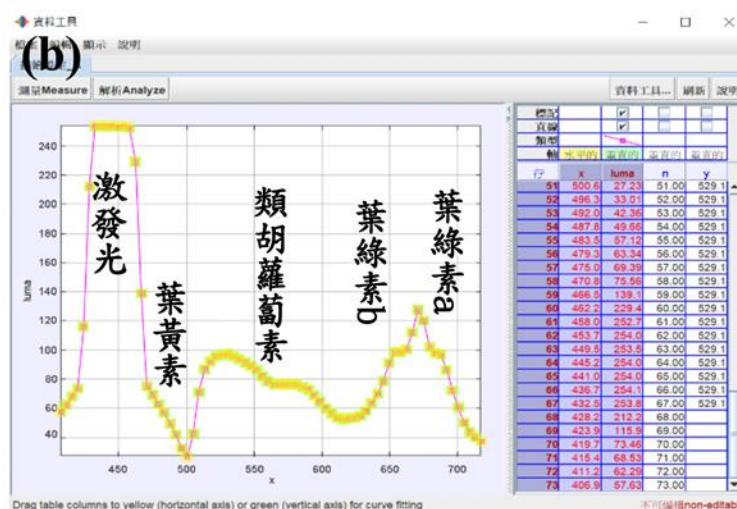 資料工具
檔案 編輯 顯示 說明
(b)
測量Measure 解析Analyze
資料工具... 刷新 說明
240
220
200
180
160
140
120
100
80
60
40
luma
激發光
葉黃素
類胡蘿蔔素
葉綠素b
葉綠素a
450 500 550 600 650 700
x
標記
直線
類型
軸 水平的 垂直的 垂直的 垂直的
行 x luma n y
51 500.6 27.23 51.00 529.1
52 496.3 33.01 52.00 529.1
53 492.0 42.36 53.00 529.1
54 487.8 49.66 54.00 529.1
55 483.5 57.12 55.00 529.1
56 479.3 63.34 56.00 529.1
57 475.0 69.39 57.00 529.1
58 470.8 75.56 58.00 529.1
59 466.5 139.1 59.00 529.1
60 462.2 229.4 60.00 529.1
61 458.0 252.7 61.00 529.1
62 453.7 254.0 62.00 529.1
63 449.5 253.5 63.00 529.1
64 445.2 254.0 64.00 529.1
65 441.0 254.0 65.00 529.1
66 436.7 254.1 66.00 529.1
67 432.5 253.8 67.00 529.1
68 428.2 212.2 68.00
69 423.9 115.9 69.00
70 419.7 73.46 70.00
71 415.4 68.53 71.00
72 411.2 62.29 72.00
73 406.9 57.63 73.00
Drag table columns to yellow (horizontal axis) or green (vertical axis) for curve fitting
不可編輯non-editab